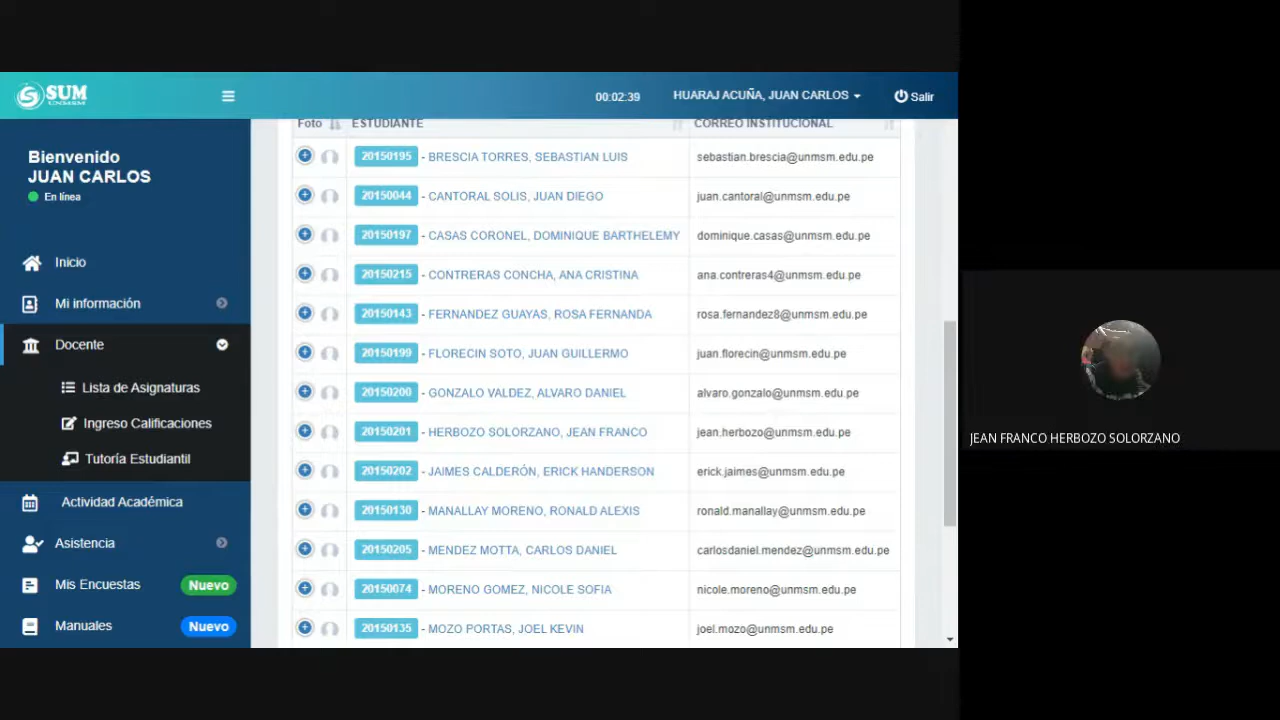 SUM
UNMSM
00:02:39
HUARAJ ACUÑA, JUAN CARLOS
Salir
Bienvenido
JUAN CARLOS
En línea
Inicio
Mi información
Docente
Lista de Asignaturas
Ingreso Calificaciones
Tutoría Estudiantil
Actividad Académica
Asistencia
Mis Encuestas Nuevo
Manuales Nuevo
Foto ESTUDIANTE CORREO INSTITUCIONAL
20150195 - BRESCIA TORRES, SEBASTIAN LUIS sebastian.brescia@unmsm.edu.pe
20150044 - CANTORAL SOLIS, JUAN DIEGO juan.cantoral@unmsm.edu.pe
20150197 - CASAS CORONEL, DOMINIQUE BARTHELEMY dominique.casas@unmsm.edu.pe
20150215 - CONTRERAS CONCHA, ANA CRISTINA ana.contreras4@unmsm.edu.pe
20150143 - FERNANDEZ GUAYAS, ROSA FERNANDA rosa.fernandez8@unmsm.edu.pe
20150199 - FLORECIN SOTO, JUAN GUILLERMO juan.florecin@unmsm.edu.pe
20150200 - GONZALO VALDEZ, ALVARO DANIEL alvaro.gonzalo@unmsm.edu.pe
20150201 - HERBOZO SOLORZANO, JEAN FRANCO jean.herbozo@unmsm.edu.pe
20150202 - JAIMES CALDERÓN, ERICK HANDERSON erick.jaimes@unmsm.edu.pe
20150130 - MANALLAY MORENO, RONALD ALEXIS ronald.manallay@unmsm.edu.pe
20150205 - MENDEZ MOTTA, CARLOS DANIEL carlosdaniel.mendez@unmsm.edu.pe
20150074 - MORENO GOMEZ, NICOLE SOFIA nicole.moreno@unmsm.edu.pe
20150135 - MOZO PORTAS, JOEL KEVIN joel.mozo@unmsm.edu.pe
JEAN FRANCO HERBOZO SOLORZANO